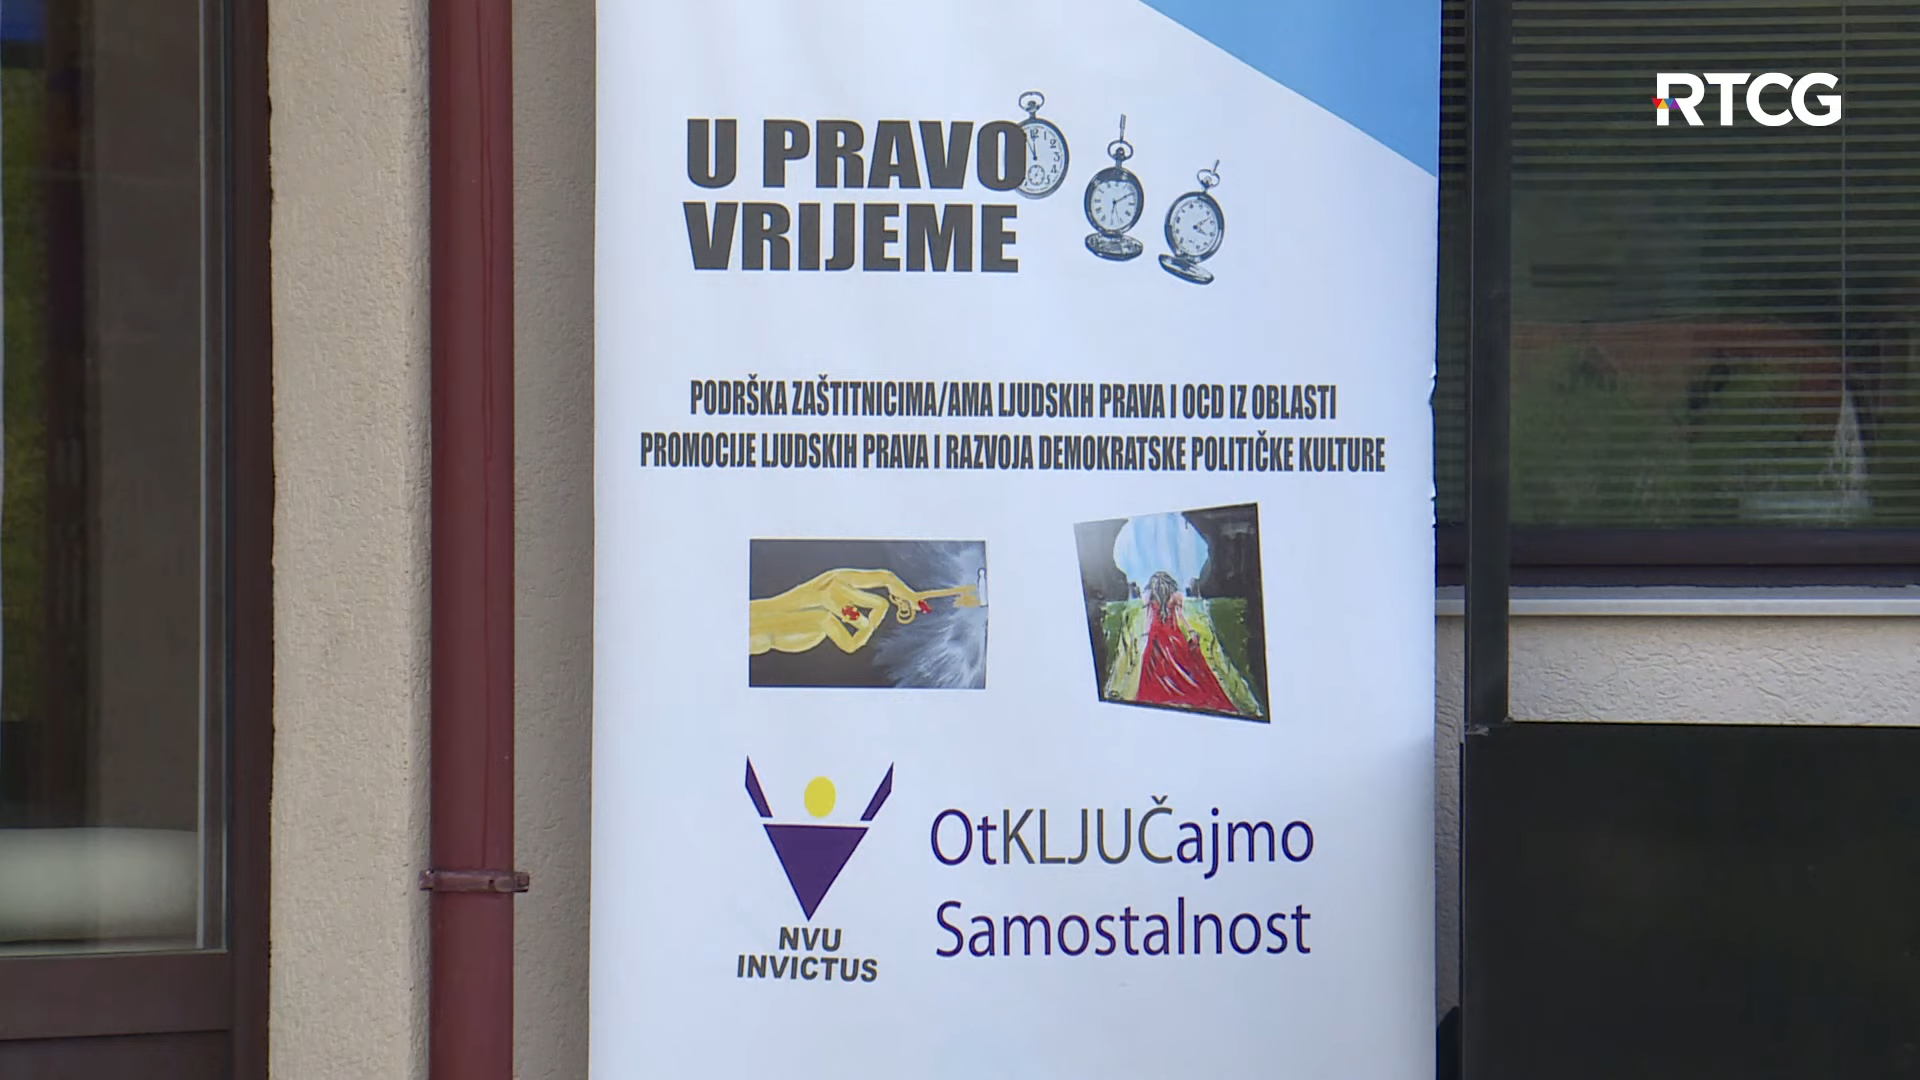 RTCG
U PRAVO
VRIJEME
PODRŠKA ZAŠTITNICIMA/AMA LJUDSKIH PRAVA I OCD IZ OBLASTI
PROMOCIJE LJUDSKIH PRAVA I RAZVOJA DEMOKRATSKE POLITIČKE KULTURE
OtKLJUČajmo
Samostalnost
NVU
INVICTUS